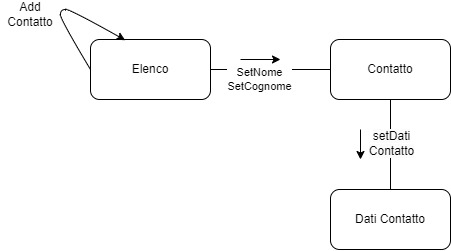 Add
Contatto
Elenco
SetNome
SetCognome
Contatto
setDati
Contatto
Dati Contatto